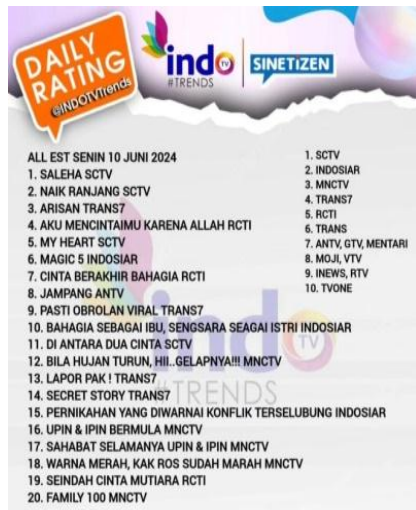 DAILY
RATING
@INDOTVTrends
indo
TV
#TRENDS
SINETIZEN
ALL EST SENIN 10 JUNI 2024
1. SALEHA SCTV
2. NAIK RANJANG SCTV
3. ARISAN TRANS7
4. AKU MENCINTAIMU KARENA ALLAH RCTI
5. MY HEART SCTV
6. MAGIC 5 INDOSIAR
7. CINTA BERAKHIR BAHAGIA RCTI
8. JAMPANG ANTV
9. PASTI OBROLAN VIRAL TRANS7
10. BAHAGIA SEBAGAI IBU, SENGSARA SEAGAI ISTRI INDOSIAR
11. DI ANTARA DUA CINTA SCTV
12. BILA HUJAN TURUN, HII..GELAPNYA!!! MNCTV
13. LAPOR PAK ! TRANS7
14. SECRET STORY TRANS7
15. PERNIKAHAN YANG DIWARNAI KONFLIK TERSELUBUNG INDOSIAR
16. UPIN & IPIN BERMULA MNCTV
17. SAHABAT SELAMANYA UPIN & IPIN MNCTV
18. WARNA MERAH, KAK ROS SUDAH MARAH MNCTV
19. SEINDAH CINTA MUTIARA RCTI
20. FAMILY 100 MNCTV
1. SCTV
2. INDOSIAR
3. MNCTV
4. TRANS7
5. RCTI
6. TRANS
7. ANTV, GTV, MENTARI
8. MOJI, VTV
9. INEWS, RTV
10. TVONE
indo
TV
#TRENDS